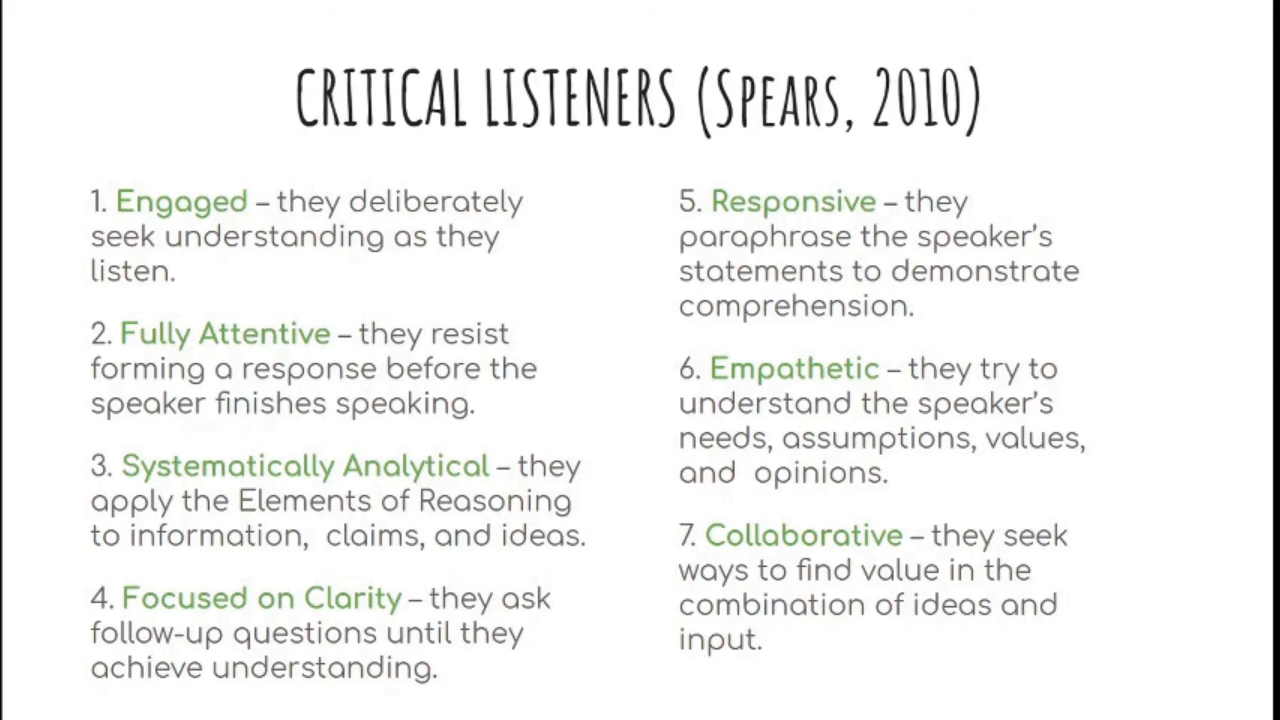 CRITICAL LISTENERS (SPEARS, 2010)
1. Engaged – they deliberately
seek understanding as they
listen.
2. Fully Attentive – they resist
forming a response before the
speaker finishes speaking.
3. Systematically Analytical – they
apply the Elements of Reasoning
to information,  claims, and ideas.
4. Focused on Clarity – they ask
follow-up questions until they
achieve understanding.
5. Responsive – they
paraphrase the speaker’s
statements to demonstrate
comprehension.
6. Empathetic – they try to
understand the speaker’s
needs, assumptions, values,
and  opinions.
7. Collaborative – they seek
ways to find value in the
combination of ideas and
input.